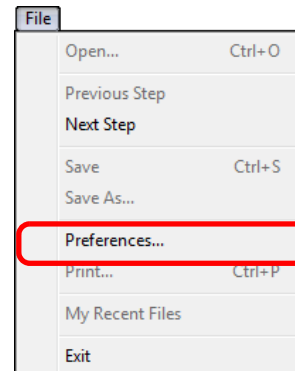 File
Open... Ctrl+O
Previous Step
Next Step
Save Ctrl+S
Save As...
Preferences...
Print... Ctrl+P
My Recent Files
Exit